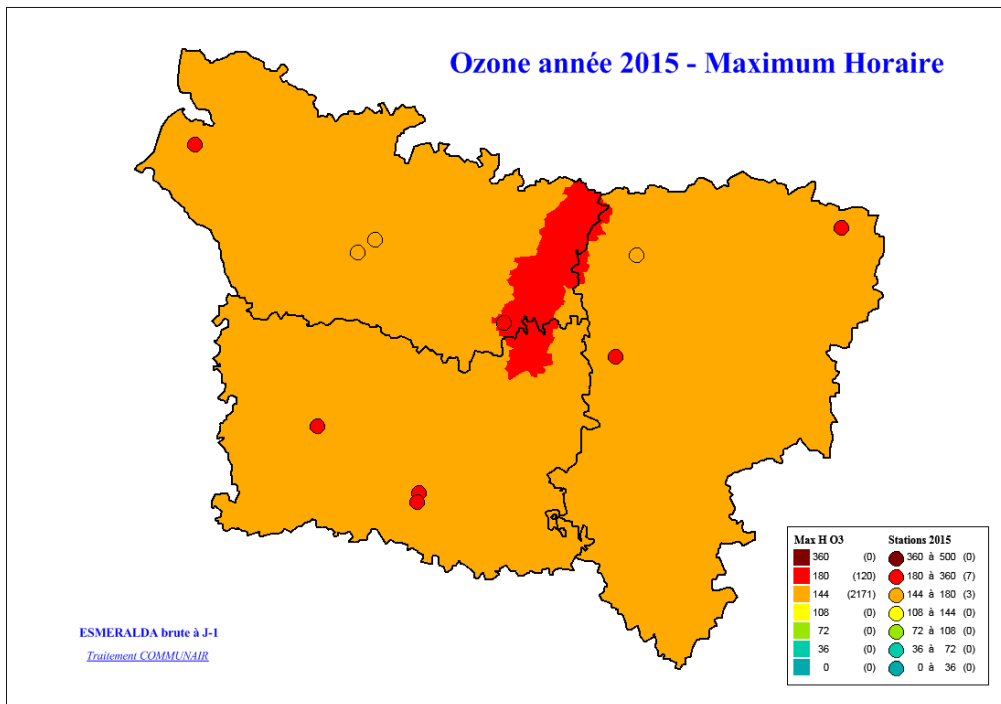 Ozone année 2015 - Maximum Horaire
Max H O3 Stations 2015
360 (0) 360 à 500 (0)
180 (120) 180 à 360 (7)
144 (2171) 144 à 180 (3)
108 (0) 108 à 144 (0)
72 (0) 72 à 108 (0)
36 (0) 36 à 72 (0)
0 (0) 0 à 36 (0)
ESMERALDA brute à J-1
Traitement COMMUNAIR